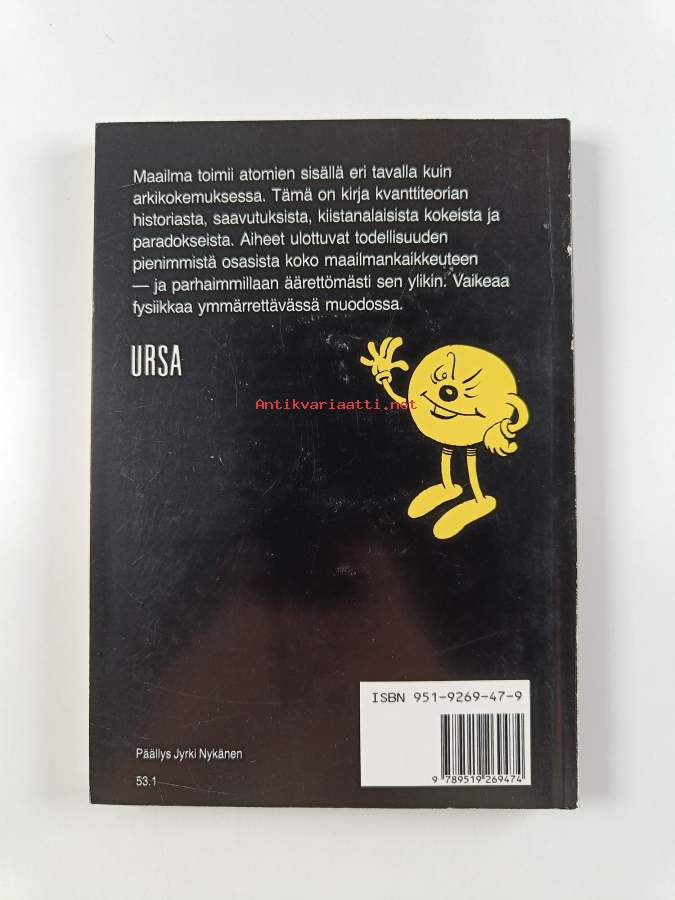 Maailma toimii atomien sisällä eri tavalla kuin
arkikokemuksessa. Tämä on kirja kvanttiteorian
historiasta, saavutuksista, kiistanalaisista kokeista ja
paradokseista. Aiheet ulottuvat todellisuuden
pienimmistä osasista koko maailmankaikkeuteen
— ja parhaimmillaan äärettömästi sen ylikin. Vaikeaa
fysiikkaa ymmärrettävässä muodossa.
URSA
Antikvariaatti.net
ISBN 951-9269-47-9
9 789519 269474
Päällys Jyrki Nykänen
53.1